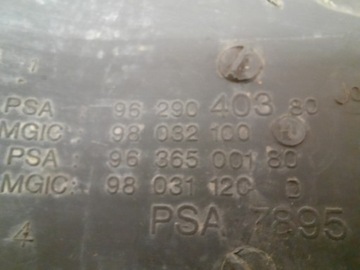 PSA 96 290 403 80
MGIC: 98 032 100
PSA: 96 365 001 80
MGIC: 98 031 120 D
PSA 7895
4